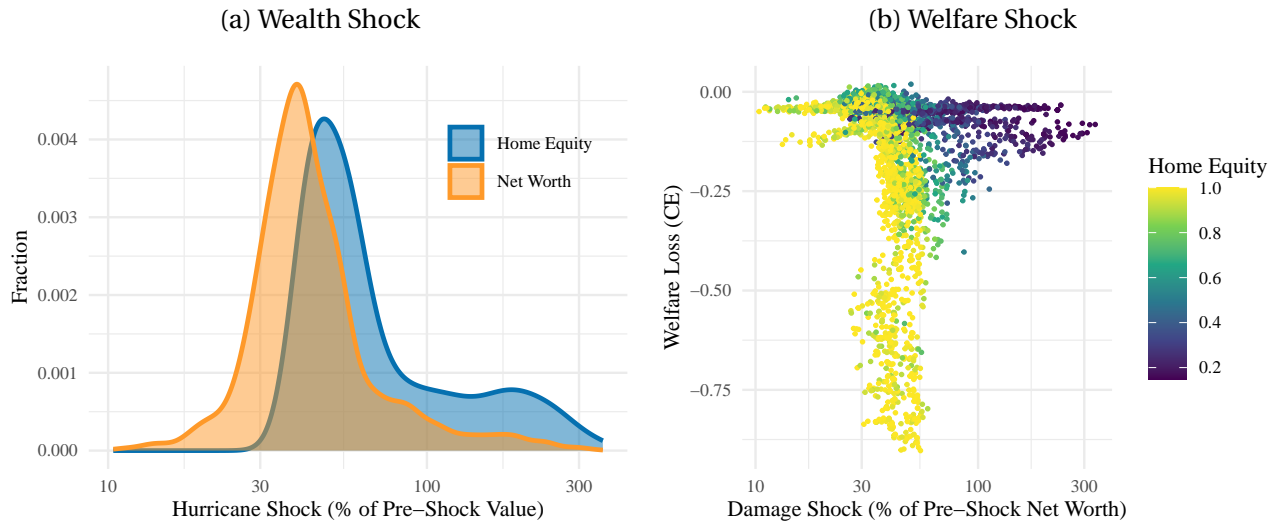 (a) Wealth Shock
Fraction
0.004
0.003
0.002
0.001
0.000
Home Equity
Net Worth
10
30
100
300
Hurricane Shock (% of Pre−Shock Value)
(b) Welfare Shock
Welfare Loss (CE)
0.00
−0.25
−0.50
−0.75
10
30
100
300
Damage Shock (% of Pre−Shock Net Worth)
Home Equity
1.0
0.8
0.6
0.4
0.2